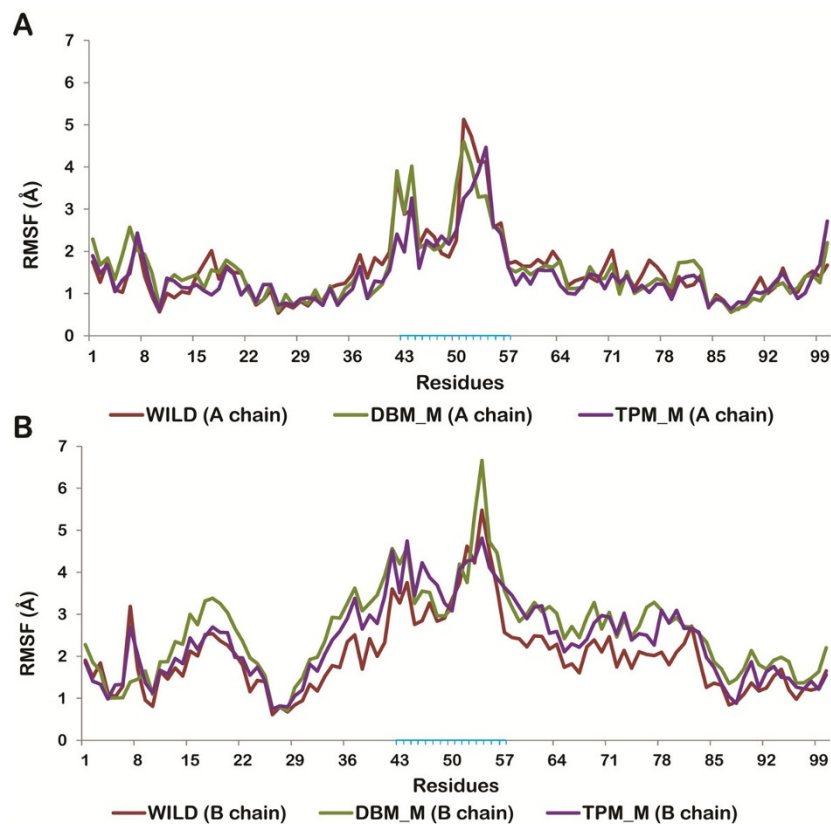 A
7
6
5
4
3
2
1
0
RMSF (Å)
1 8 15 22 29 36 43 50 57 64 71 78 85 92 99
Residues
WILD (A chain) DBM_M (A chain) TPM_M (A chain)
B
7
6
5
4
3
2
1
0
RMSF (Å)
1 8 15 22 29 36 43 50 57 64 71 78 85 92 99
Residues
WILD (B chain) DBM_M (B chain) TPM_M (B chain)